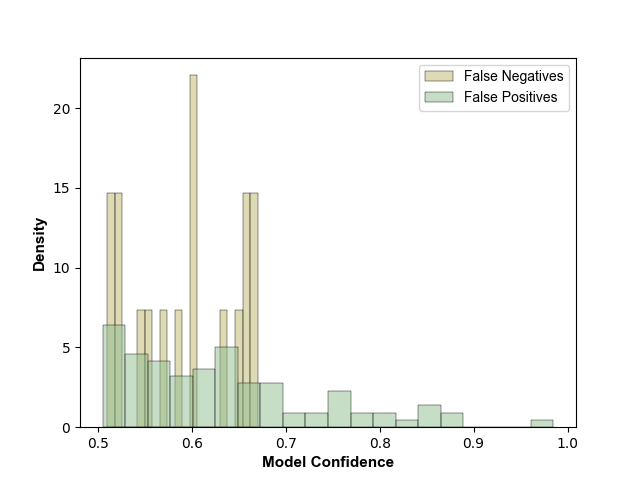 False Negatives
False Positives
20
15
10
5
0
Density
0.5 0.6 0.7 0.8 0.9 1.0
Model Confidence